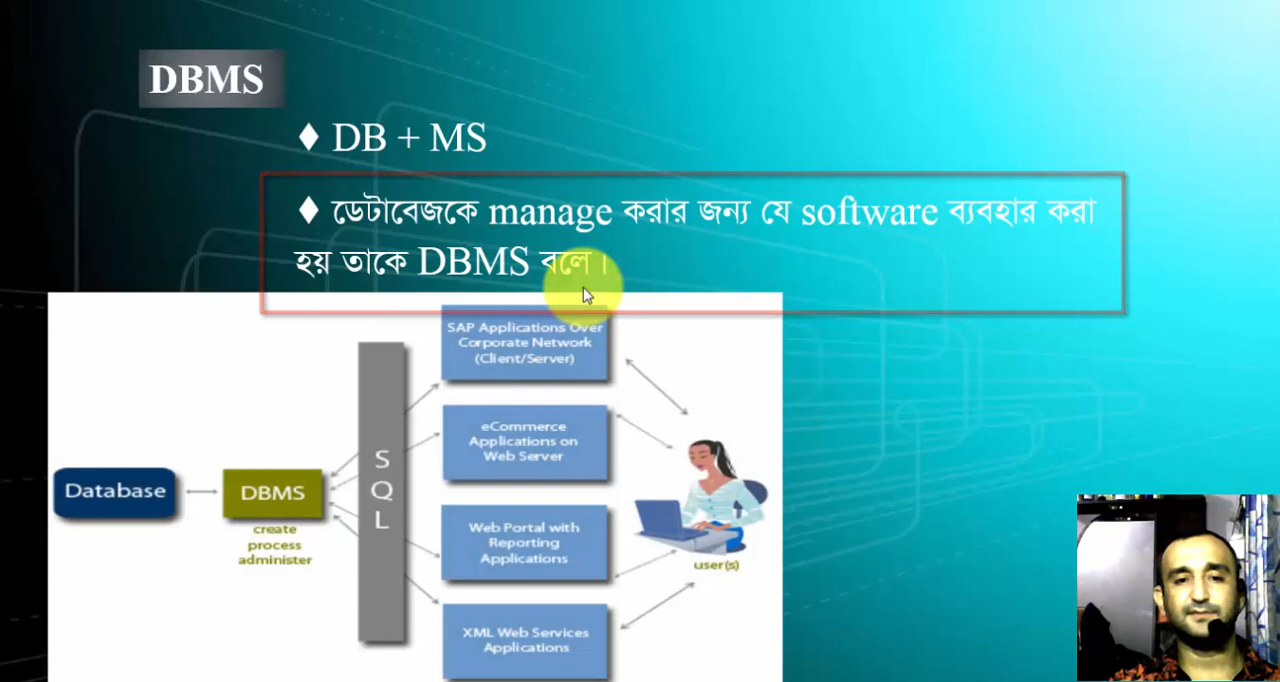 DBMS
♦ DB + MS
♦ ডেটাবেজকে manage করার জন্য যে software ব্যবহার করা
হয় তাকে DBMS বলে।
SAP Applications Over
Corporate Network
(Client/Server)
eCommerce
Applications on
Web Server
Web Portal with
Reporting
Applications
XML Web Services
Applications
S
Q
L
Database
DBMS
create
process
administer
user(s)